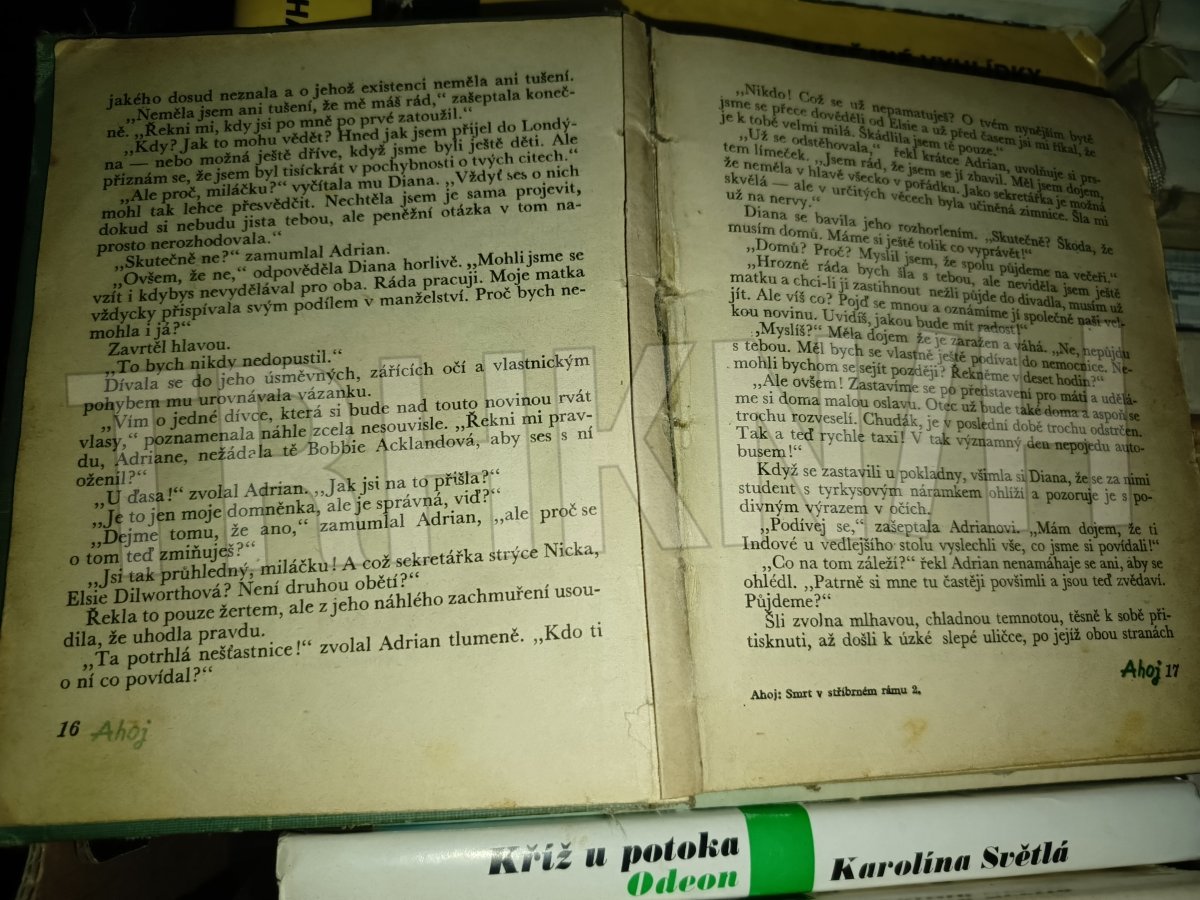 jakého dosud neznala a o jehož existenci neměla ani tušení.
„Neměla jsem ani tušení, že mě máš rád,“ zašeptala koneč-
ně. „Řekni mi, kdy jsi po mně po prvé zatoužil.“
„Kdy? Jak to mohu vědět? Hned jak jsem přijel do Londý-
na — nebo možná ještě dříve, když jsme byli ještě děti. Ale
přiznám se, že jsem byl tisíckrát v pochybnosti o tvých citech.“
„Ale proč, miláčku?“ vyčítala mu Diana. „Vždyť ses o nich
mohl tak lehce přesvědčit. Nechtěla jsem je sama projevit,
dokud si nebudu jista tebou, ale peněžní otázka v tom na-
prosto nerozhodovala.“
„Skutečně ne?“ zamumlal Adrian.
„Ovšem, že ne,“ odpověděla Diana horlivě. „Mohli jsme se
vzít i kdybys nevydělával pro oba. Ráda pracuji. Moje matka
vždycky přispívala svým podílem v manželství. Proč bych ne-
mohla i já?“
Zavrtěl hlavou.
„To bych nikdy nedopustil.“
Dívala se do jeho úsměvných, zářících očí a vlastnickým
pohybem mu urovnávala vázanku.
„Vím o jedné dívce, která si bude nad touto novinou rvát
vlasy,“ poznamenala náhle zcela nesouvisle. „Řekni mi prav-
du, Adriane, nežádala tě Bobbie Acklandová, aby ses s ní
oženil?“
„U ďasa!“ zvolal Adrian. „Jak jsi na to přišla?“
„Je to jen moje domněnka, ale je správná, viď?“
„Dejme tomu, že ano,“ zamumlal Adrian, „ale proč se
o tom teď zmiňuješ?“
„Jsi tak průhledný, miláčku! A což sekretářka strýce Nicka,
Elsie Dilworthová? Není druhou obětí?“
Řekla to pouze žertem, ale z jeho náhlého zachmuření usou-
dila, že uhodla pravdu.
„Ta potrhlá nešťastnice!“ zvolal Adrian tlumeně. „Kdo ti
o ní co povídal?“
16 Ahoj
„Nikdo! Což se už nepamatuješ? O tvém nynějším bytě
jsme se přece dověděli od Elsie a už před časem jsi mi říkal, že
je k tobě velmi milá. Škádlila jsem tě pouze.“
„Už se odstěhovala,“ řekl krátce Adrian, uvolňuje si prs-
tem límeček. „Jsem rád, že jsem se jí zbavil. Měl jsem dojem,
že neměla v hlavě všecko v pořádku. Jako sekretářka je možná
skvělá — ale v určitých věcech byla učiněná zimnice. Šla mi
už na nervy.“
Diana se bavila jeho rozhorlením. „Skutečně? Škoda, že
musím domů. Máme si ještě tolik co vyprávět!“
„Domů? Proč? Myslil jsem, že spolu půjdeme na večeři.“
„Hrozně ráda bych šla s tebou, ale neviděla jsem ještě
matku a chci-li ji zastihnout nežli půjde do divadla, musím už
jít. Ale víš co? Pojď se mnou a oznámíme jí společně naši vel-
kou novinu. Uvidíš, jakou bude mít radost!“
„Myslíš?“ Měla dojem že je zaražen a váhá. „Ne, nepůjdu
s tebou. Měl bych se vlastně ještě podívat do nemocnice. Ne-
mohli bychom se sejít později? Řekněme v deset hodin?“
„Ale ovšem! Zastavíme se po představení pro máti a uděla-
me si doma malou oslavu. Otec už bude také doma a aspoň se
trochu rozveselí. Chudák, je v poslední době trochu odstrčen.
Tak a teď rychle taxi! V tak významný den nepojedu auto-
busem!“
Když se zastavili u pokladny, všimla si Diana, že se za nimi
student s tyrkysovým náramkem ohlíží a pozoruje je s po-
divným výrazem v očích.
„Podívej se,“ zašeptala Adrianovi. „Mám dojem, že ti
Indové u vedlejšího stolu vyslechli vše, co jsme si povídali!“
„Co na tom záleží?“ řekl Adrian nenamáhaje se ani, aby se
ohlédl. „Patrně si mne tu častěji povšimli a jsou teď zvědaví.
Půjdeme?“
Šli zvolna mlhavou, chladnou temnotou, těsně k sobě při-
tisknuti, až došli k úzké slepé uličce, po jejíž obou stranách
Ahoj 17
Ahoj: Smrt v stříbrném rámu 2.
Kříž u potoka
Odeon
Karolína Světlá